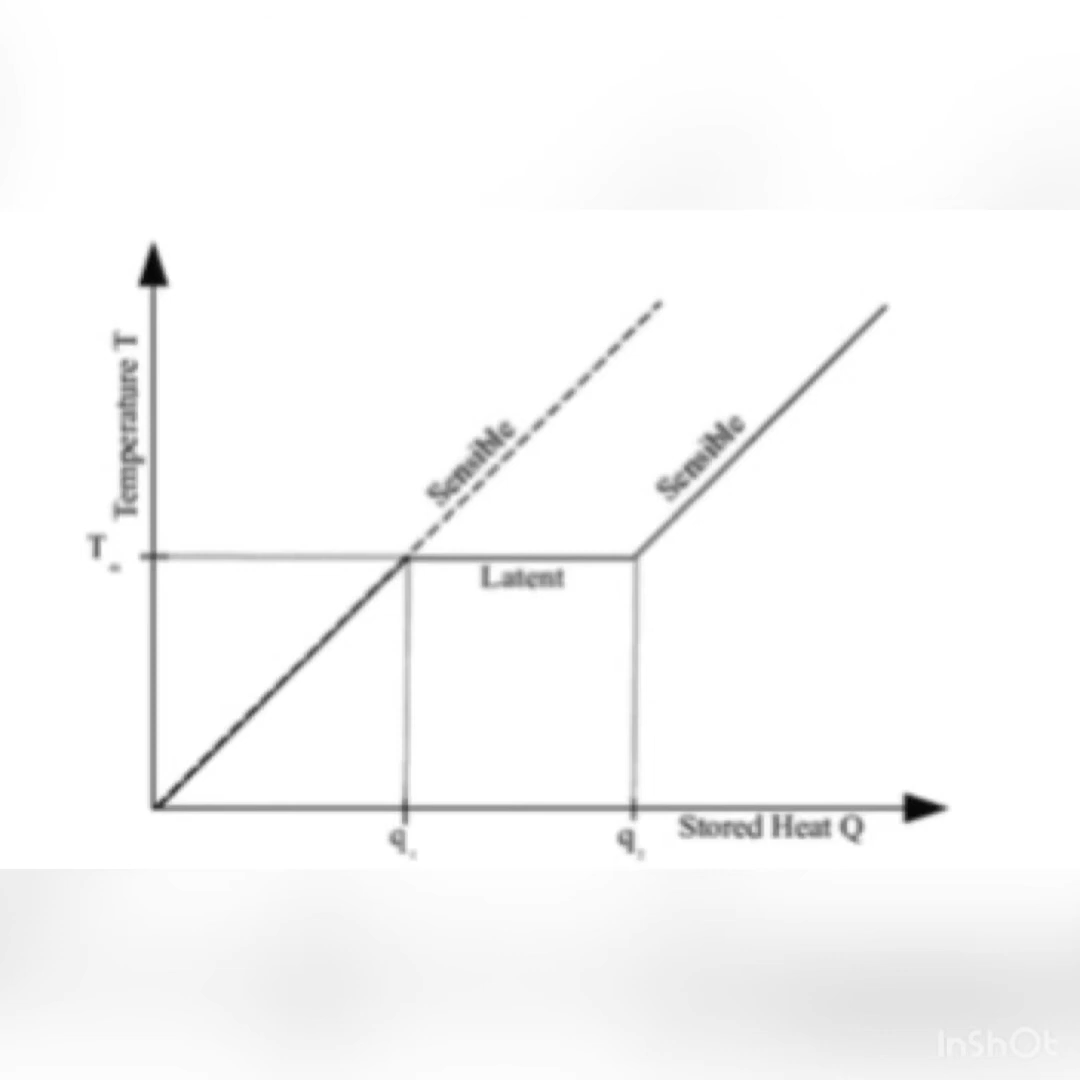 Temperature T
Sensible
Sensible
T
Latent
q
q
Stored Heat Q
InShOt